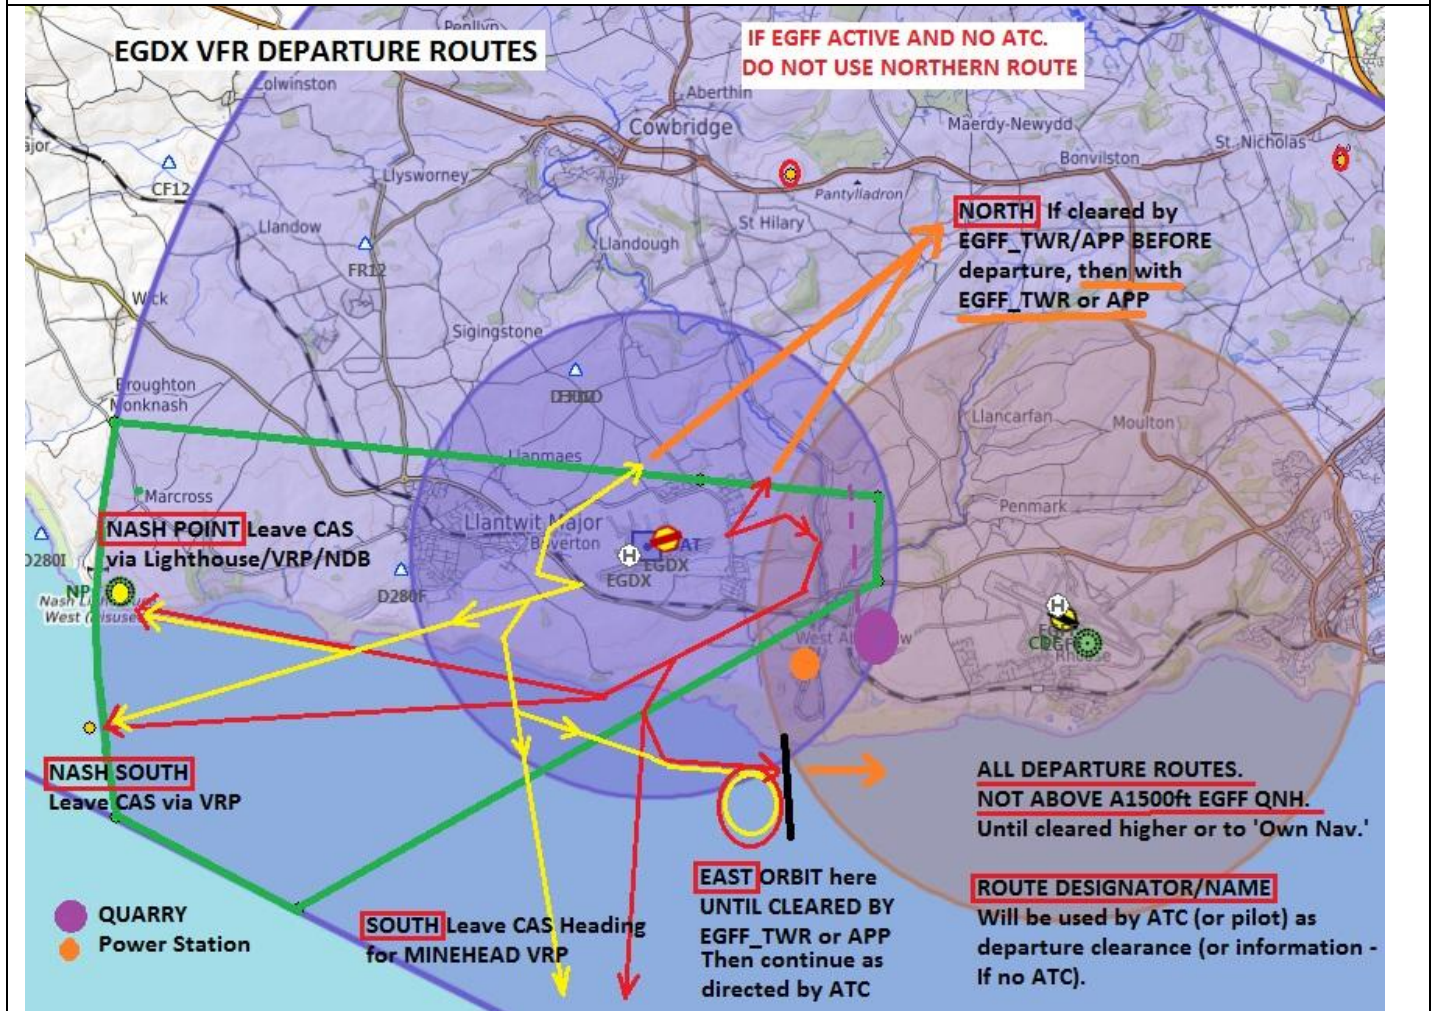 EGDX VFR DEPARTURE ROUTES
IF EGFF ACTIVE AND NO ATC.
DO NOT USE NORTHERN ROUTE
Penllyn
Colwinston
Aberthin
Cowbridge
Maerdy-Newydd
St. Nicholas
Bonvilston
CF12
Llysworney
Pantylladron
St Hilary
Llandow
Llandough
FR12
NORTH If cleared by
EGFF_TWR/APP BEFORE
departure, then with
EGFF_TWR or APP
Wick
Sigingstone
Broughton
Monknash
Llancarfan
Moulton
Llanmaes
Marcross
Penmark
NASH POINT Leave CAS
via Lighthouse/VRP/NDB
Llantwit Major
Boverton
EGDX
EGDX
D280I
D280F
NP
West (disused)
NASH SOUTH
Leave CAS via VRP
ALL DEPARTURE ROUTES.
NOT ABOVE A1500ft EGFF QNH.
Until cleared higher or to 'Own Nav.'
EAST ORBIT here
UNTIL CLEARED BY
EGFF_TWR or APP
Then continue as
directed by ATC
ROUTE DESIGNATOR/NAME
Will be used by ATC (or pilot) as
departure clearance (or information -
If no ATC).
SOUTH Leave CAS Heading
for MINEHEAD VRP
QUARRY
Power Station
H
H